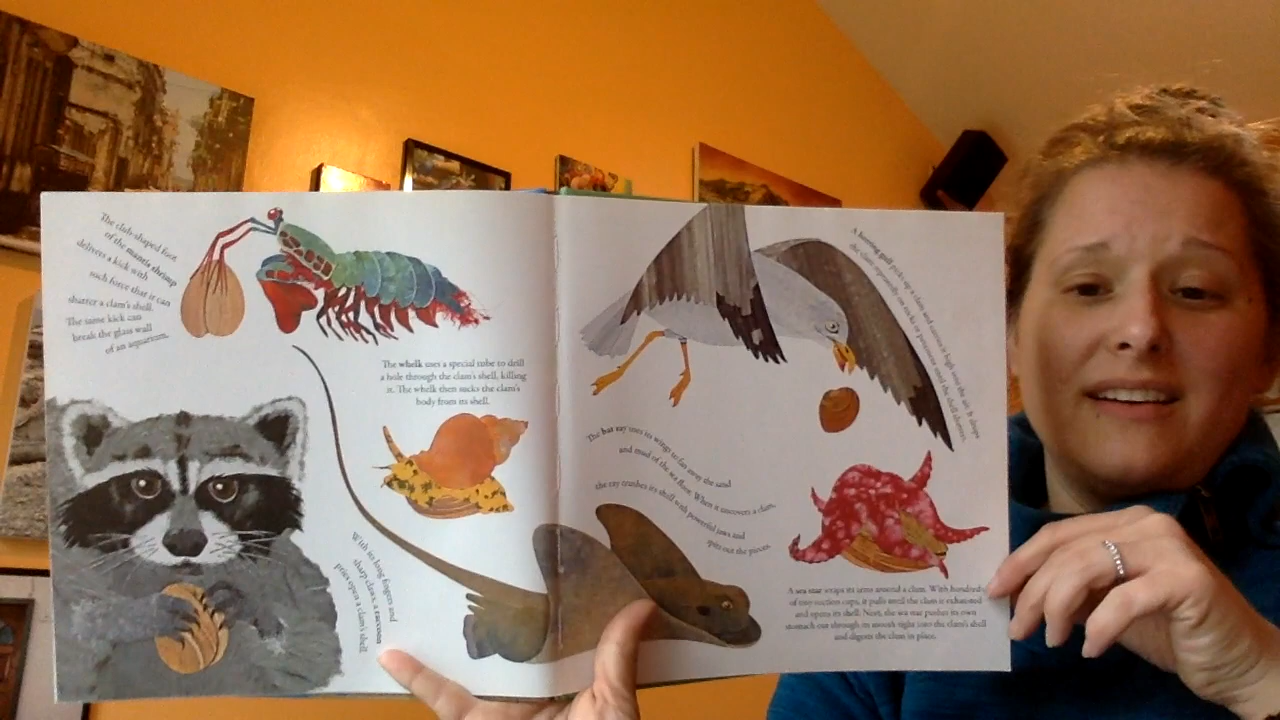 The club-shaped foot
of the mantis shrimp
delivers a kick with
such force that it can
shatter a clam's shell.
The same kick can
break the glass wall
of an aquarium.
The whelk uses a special tube to drill
a hole through the clam's shell, killing
it. The whelk then sucks the clam's
body from its shell.
With its long fingers and
sharp claws, a raccoon
pries open a clam's shell
A herring gull picks up a clam and carries it high into the air. It drops
the clam repeatedly on rocks or pavement until the shell shatters.
The bat ray uses its wings to fan away the sand
and mud of the sea floor. When it uncovers a clam,
the ray crushes its shell with powerful jaws and
spits out the pieces.
A sea star wraps its arms around a clam. With hundreds
of tiny suction cups, it pulls until the clam is exhausted
and opens its shell. Next, the sea star pushes its own
stomach out through its mouth right into the clam's shell
and digests the clam in place.